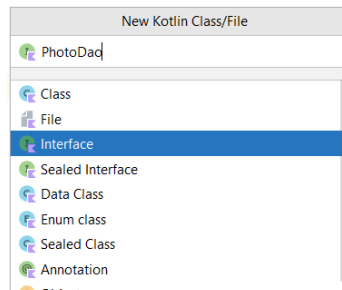 New Kotlin Class/File
PhotoDao
Class
File
Interface
Sealed Interface
Data Class
Enum class
Sealed Class
Annotation